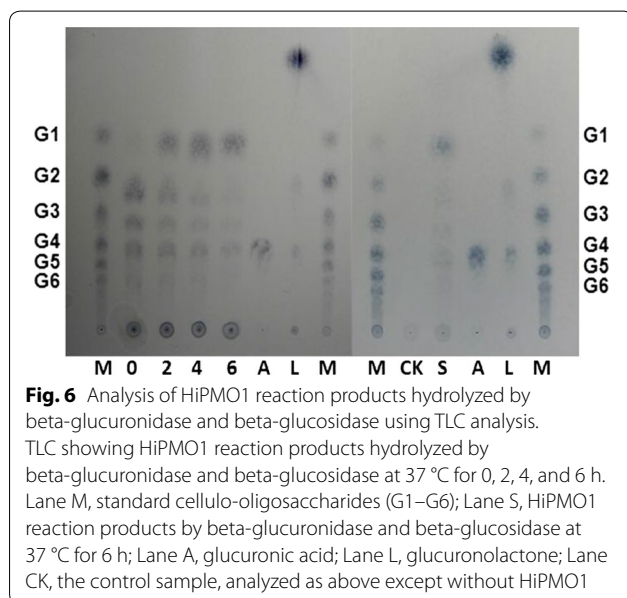 G1 G1
G2 G2
G3 G3
G4 G4
G5 G5
G6 G6
M 0 2 4 6 A L M M CK S A L M
Fig. 6 Analysis of HiPMO1 reaction products hydrolyzed by
beta-glucuronidase and beta-glucosidase using TLC analysis.
TLC showing HiPMO1 reaction products hydrolyzed by
beta-glucuronidase and beta-glucosidase at 37 °C for 0, 2, 4, and 6 h.
Lane M, standard cellulo-oligosaccharides (G1–G6); Lane S, HiPMO1
reaction products by beta-glucuronidase and beta-glucosidase at
37 °C for 6 h; Lane A, glucuronic acid; Lane L, glucuronolactone; Lane
CK, the control sample, analyzed as above except without HiPMO1